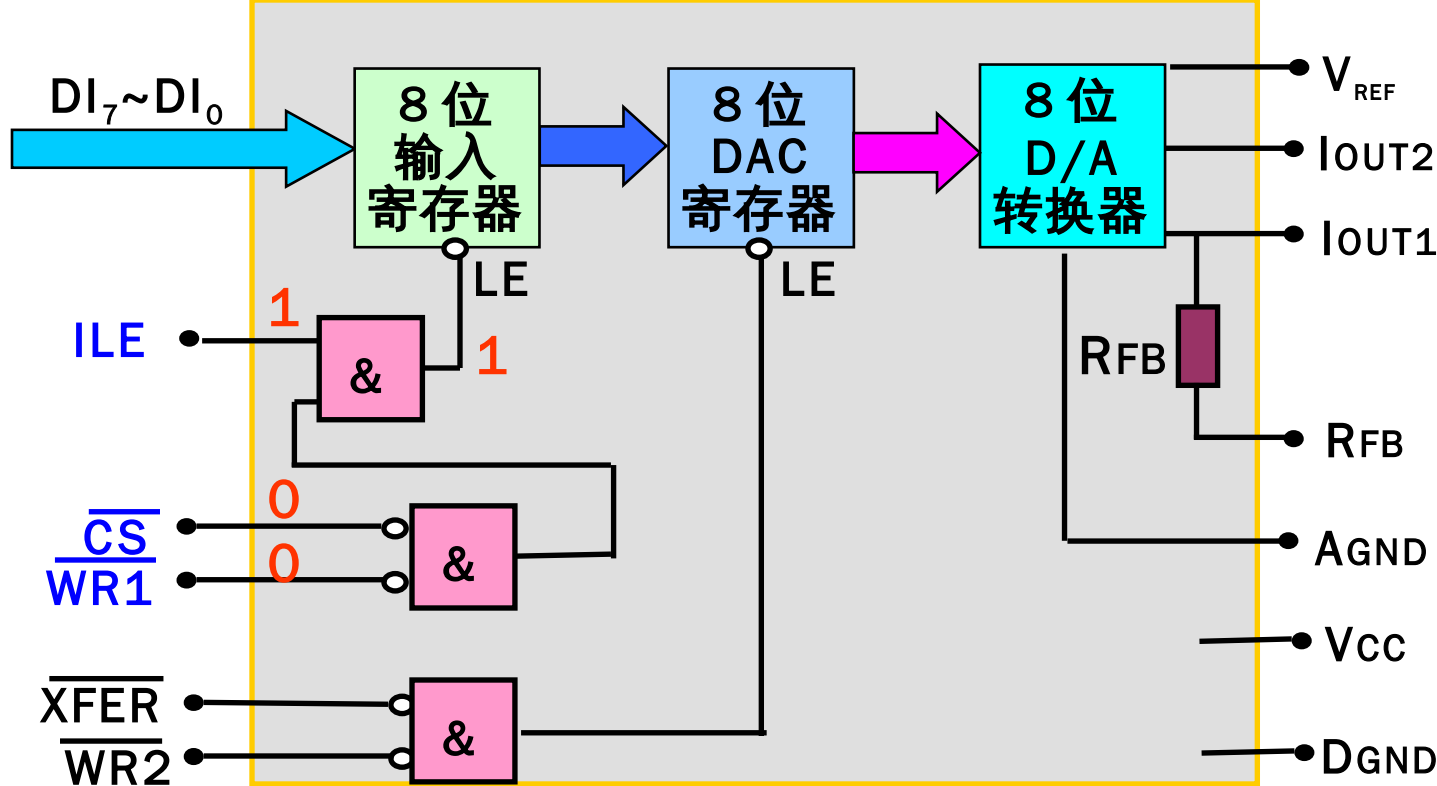 DI7~DI0
8 位
输入
寄存器
LE
8 位
DAC
寄存器
LE
8 位
D/A
转换器
VREF
IOUT2
IOUT1
RFB
RFB
AGND
VCC
DGND
ILE
1
&
1
CS
0
WR1
0
&
XFER
WR2
&